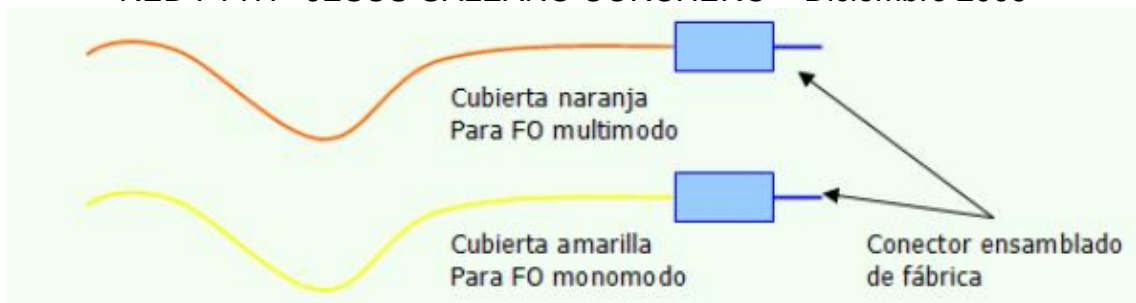 Cubierta naranja
Para FO multimodo
Cubierta amarilla
Para FO monomodo
Conector ensamblado
de fábrica